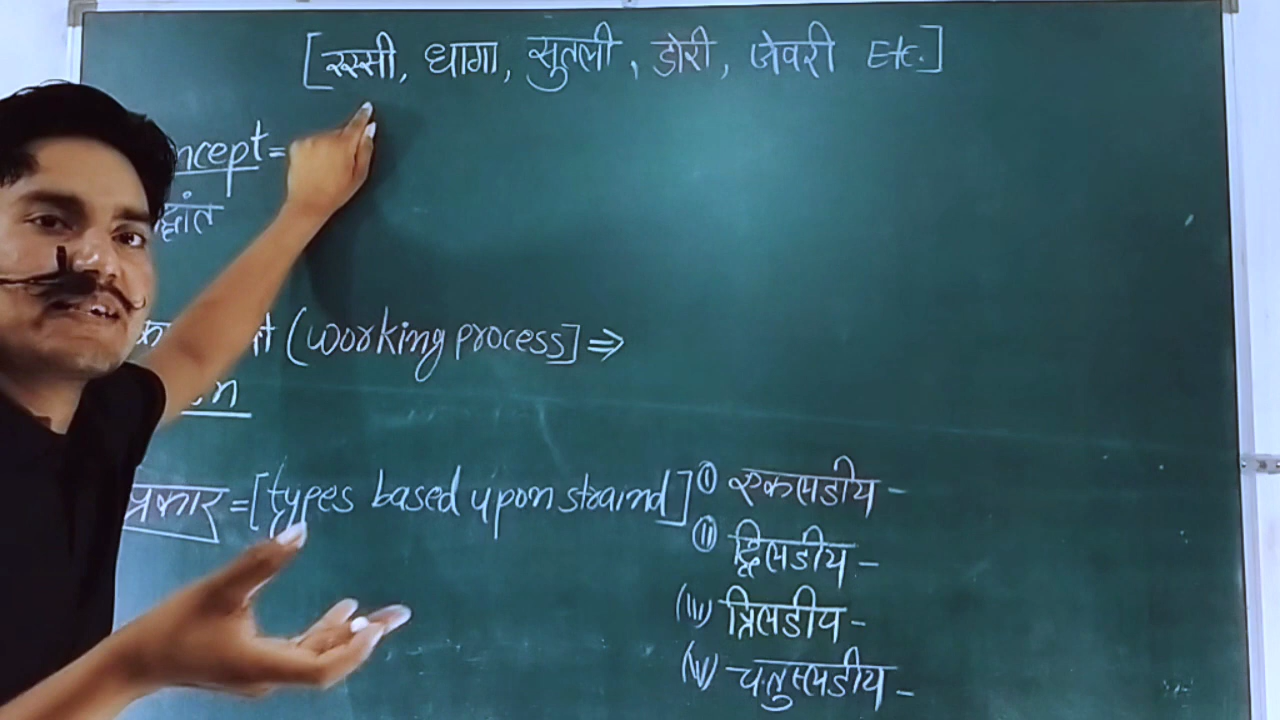 [रस्सी, धागा, सुतली, डोरी, जेवरी Etc.]
ncept=
द्धांत
(working process] ⇒
n
प्रकार=[types based upon straind] (i) एकलडीय -
(ii) द्विलडीय -
(iii) त्रिलडीय -
(iv) चतुष्लडीय -